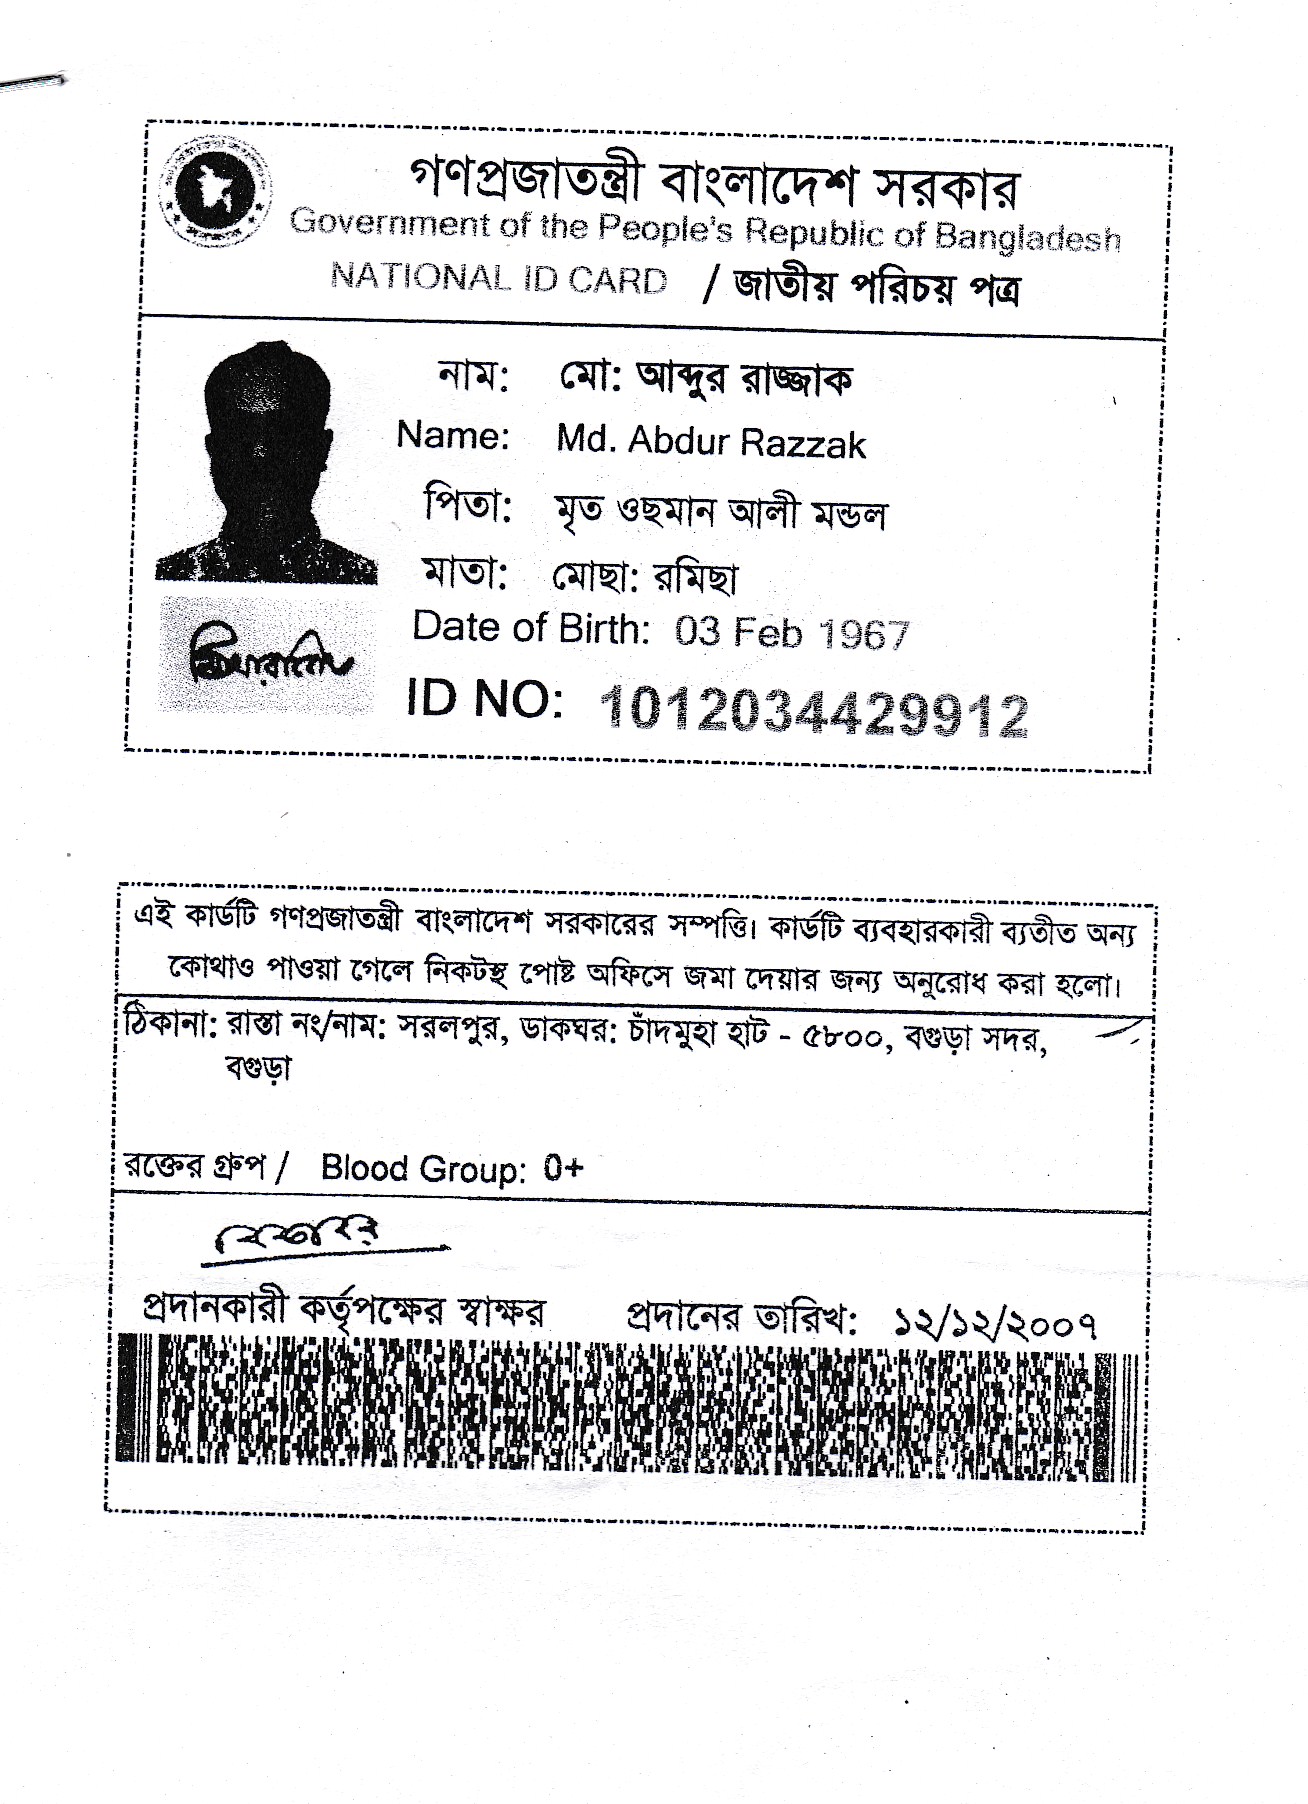 গণপ্রজাতন্ত্রী বাংলাদেশ সরকার
Government of the People's Republic of Bangladesh
NATIONAL ID CARD / জাতীয় পরিচয় পত্র
নাম: মো: আব্দুর রাজ্জাক
Name: Md. Abdur Razzak
পিতা: মৃত ওছমান আলী মন্ডল
মাতা: মোছা: রমিছা
Date of Birth: 03 Feb 1967
ID NO: 1012034429912
এই কার্ডটি গণপ্রজাতন্ত্রী বাংলাদেশ সরকারের সম্পত্তি। কার্ডটি ব্যবহারকারী ব্যতীত অন্য
কোথাও পাওয়া গেলে নিকটস্থ পোষ্ট অফিসে জমা দেয়ার জন্য অনুরোধ করা হলো।
ঠিকানা: রাস্তা নং/নাম: সরলপুর, ডাকঘর: চাঁদমুহা হাট - ৫৮০০, বগুড়া সদর,
বগুড়া
রক্তের গ্রুপ / Blood Group: 0+
প্রদানকারী কর্তৃপক্ষের স্বাক্ষর প্রদানের তারিখ: ১২/১২/২০০৭